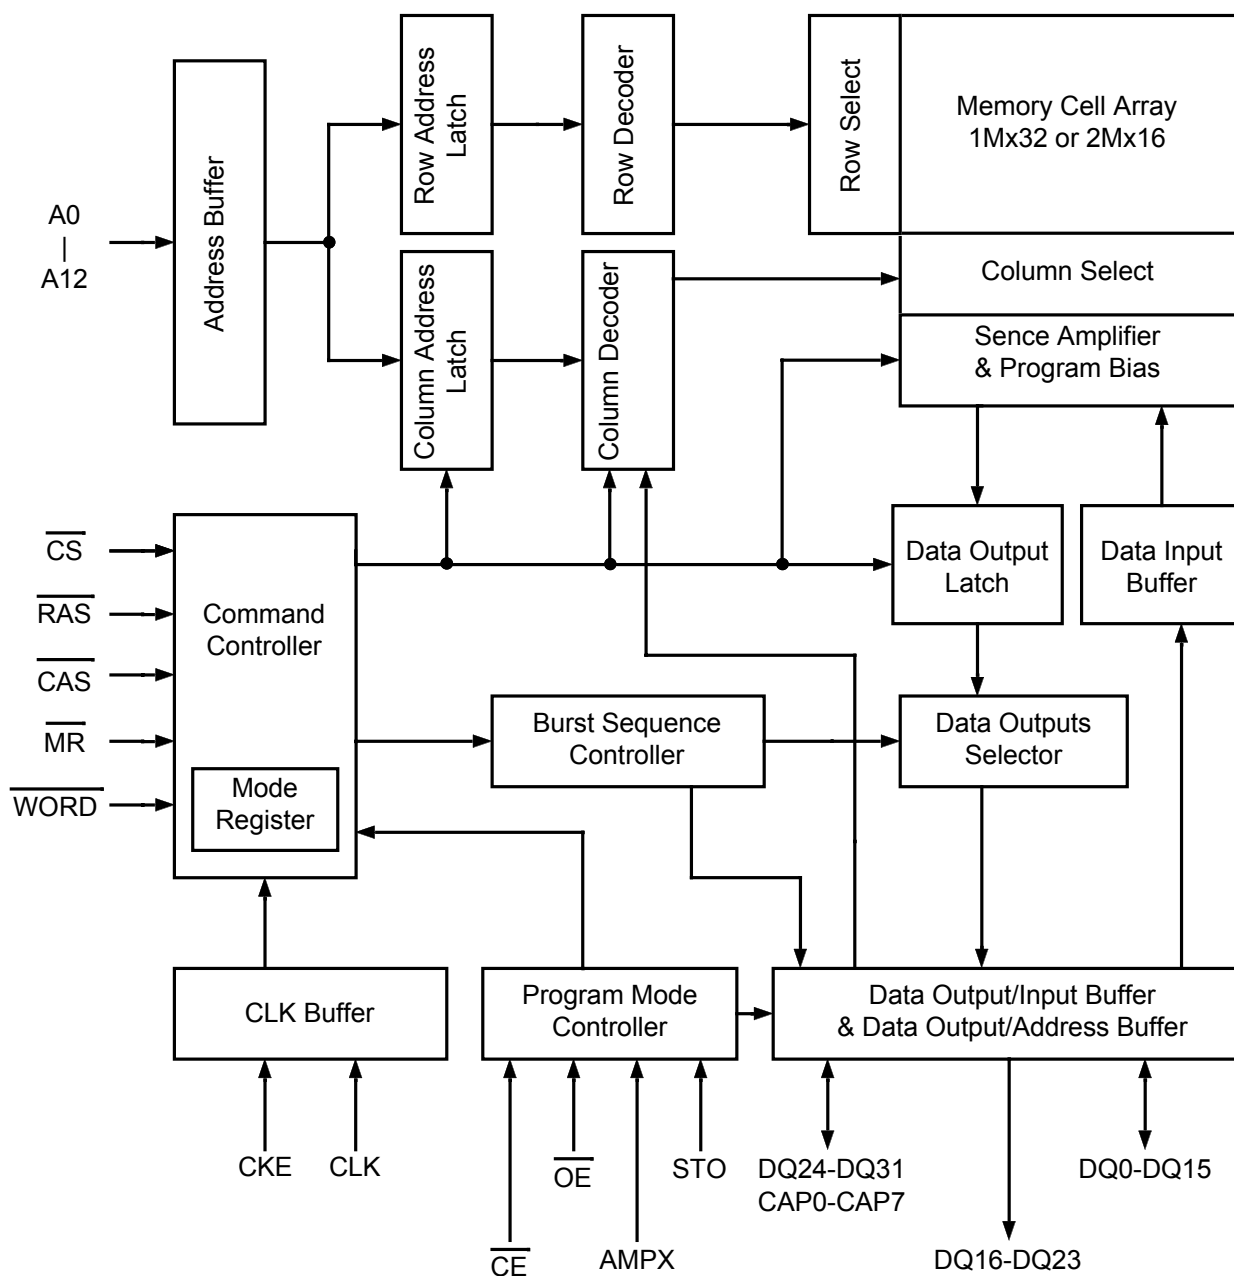 A0
|
A12
Address Buffer
Row Address
Latch
Row Decoder
Row Select
Memory Cell Array
1Mx32 or 2Mx16
Column Address
Latch
Column Decoder
Column Select
Sence Amplifier
& Program Bias
CS
RAS
CAS
MR
WORD
Command
Controller
Mode
Register
Data Output
Latch
Data Input
Buffer
Burst Sequence
Controller
Data Outputs
Selector
CLK Buffer
Program Mode
Controller
Data Output/Input Buffer
& Data Output/Address Buffer
CKE
CLK
OE
STO
DQ24-DQ31
CAP0-CAP7
DQ0-DQ15
CE
AMPX
DQ16-DQ23